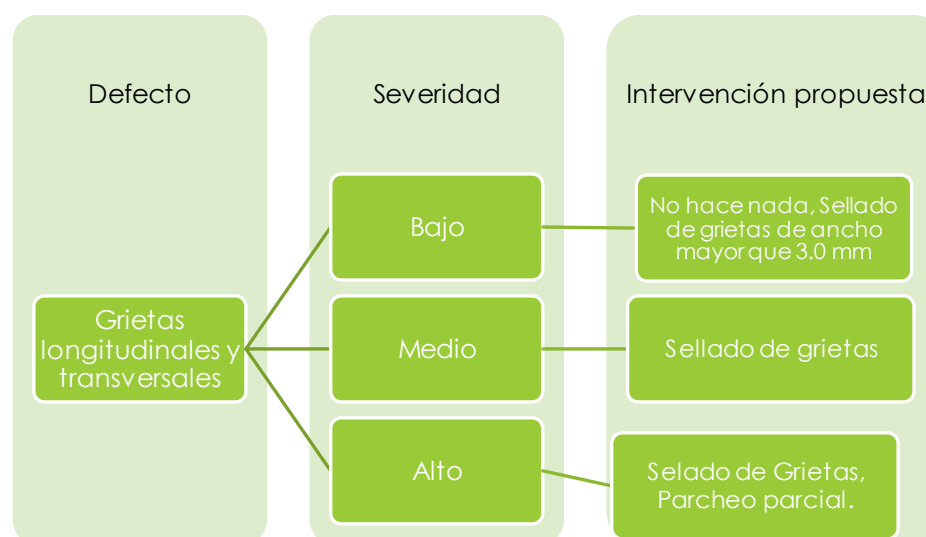 Defecto
Severidad
Intervención propuesta
Grietas
longitudinales y
transversales
Bajo
No hace nada, Sellado
de grietas de ancho
mayor que 3.0 mm
Medio
Sellado de grietas
Alto
Selado de Grietas,
Parcheo parcial.